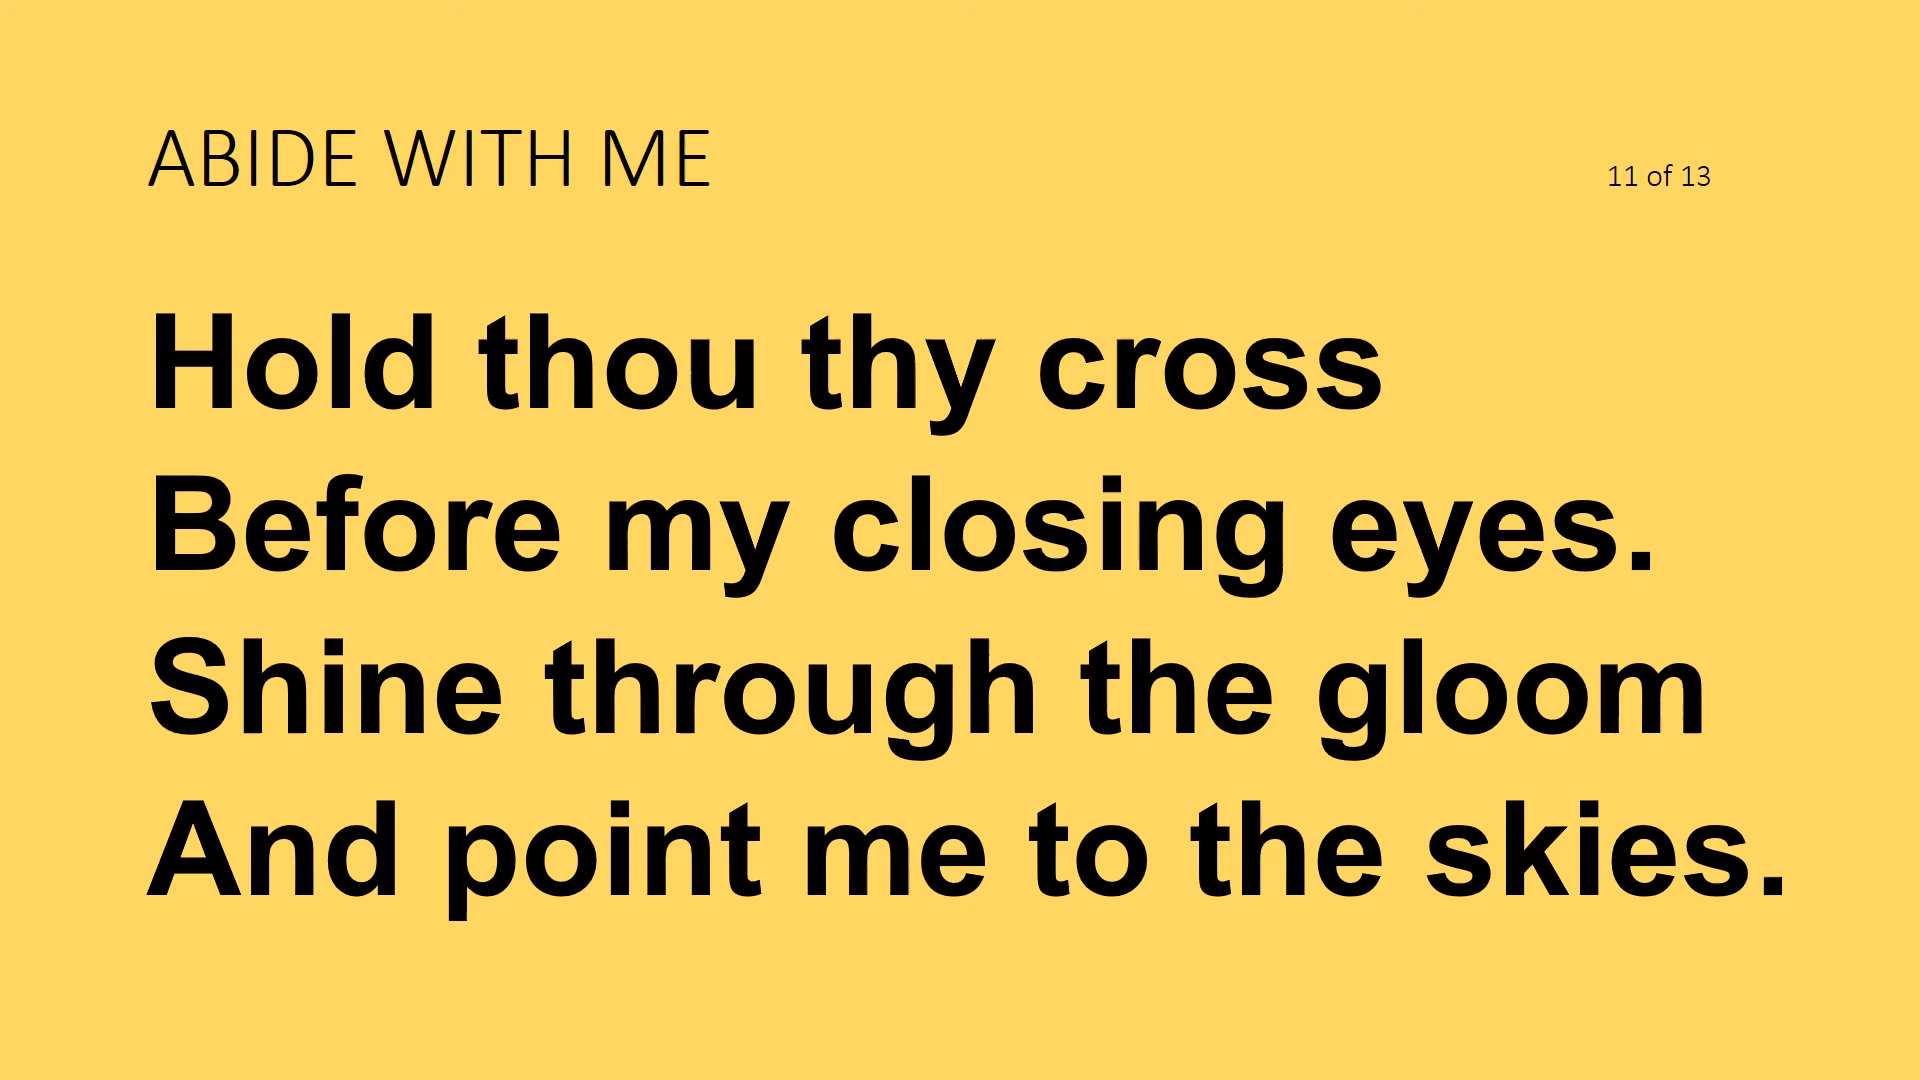 ABIDE WITH ME
11 of 13
Hold thou thy cross
Before my closing eyes.
Shine through the gloom
And point me to the skies.